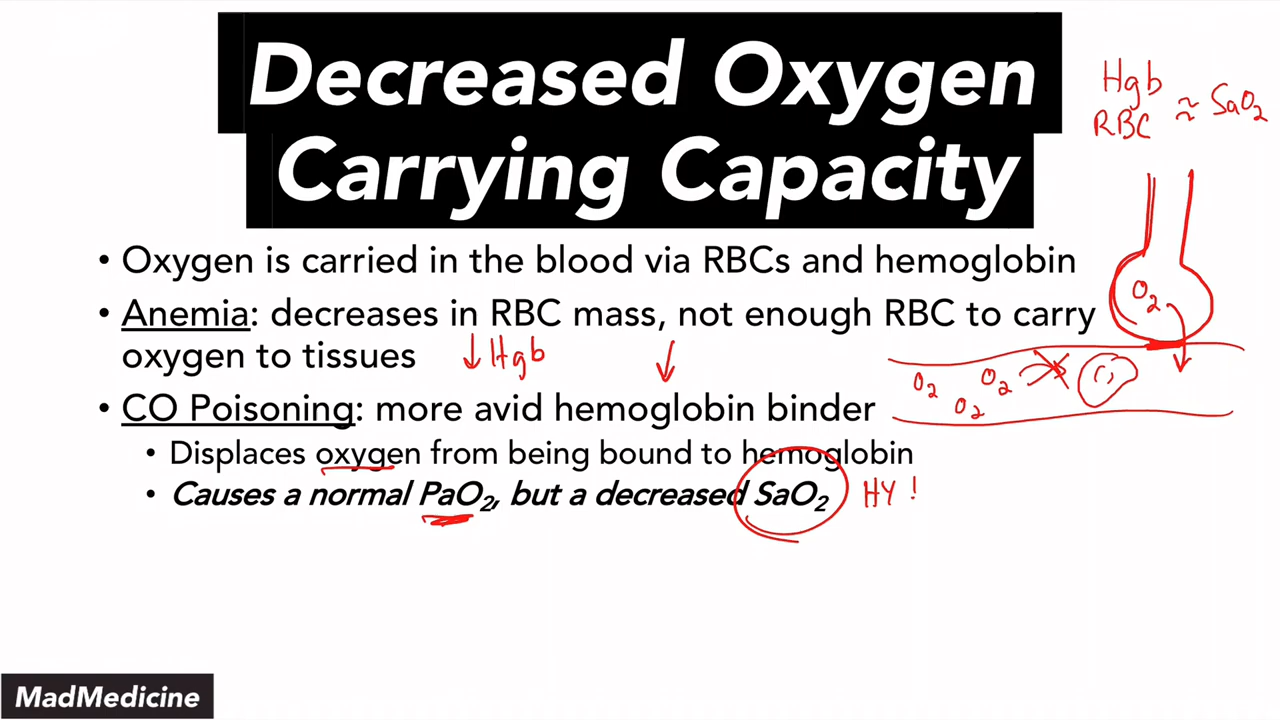 Decreased Oxygen
Carrying Capacity
Hgb
RBC ≈ SaO₂
• Oxygen is carried in the blood via RBCs and hemoglobin
• Anemia: decreases in RBC mass, not enough RBC to carry
oxygen to tissues ↓ Hgb ↓
O₂
O₂ O₂ O₂
• CO Poisoning: more avid hemoglobin binder
• Displaces oxygen from being bound to hemoglobin
• Causes a normal PaO₂, but a decreased SaO₂ HY !
MadMedicine